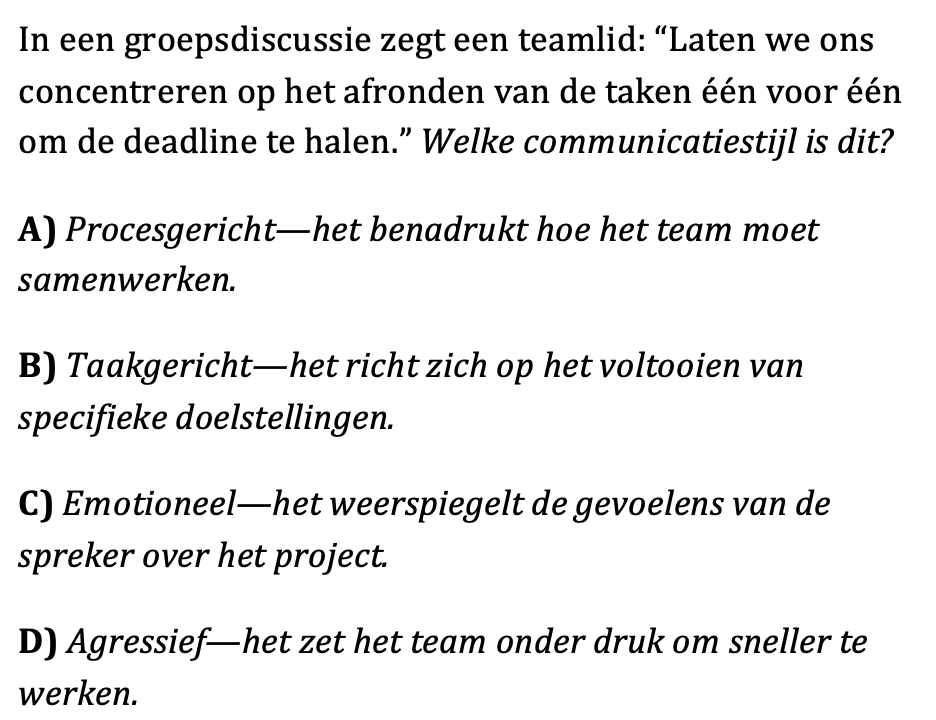 In een groepsdiscussie zegt een teamlid: “Laten we ons
concentreren op het afronden van de taken één voor één
om de deadline te halen.” Welke communicatiestijl is dit?
A) Procesgericht—het benadrukt hoe het team moet
samenwerken.
B) Taakgericht—het richt zich op het voltooien van
specifieke doelstellingen.
C) Emotioneel—het weerspiegelt de gevoelens van de
spreker over het project.
D) Agressief—het zet het team onder druk om sneller te
werken.